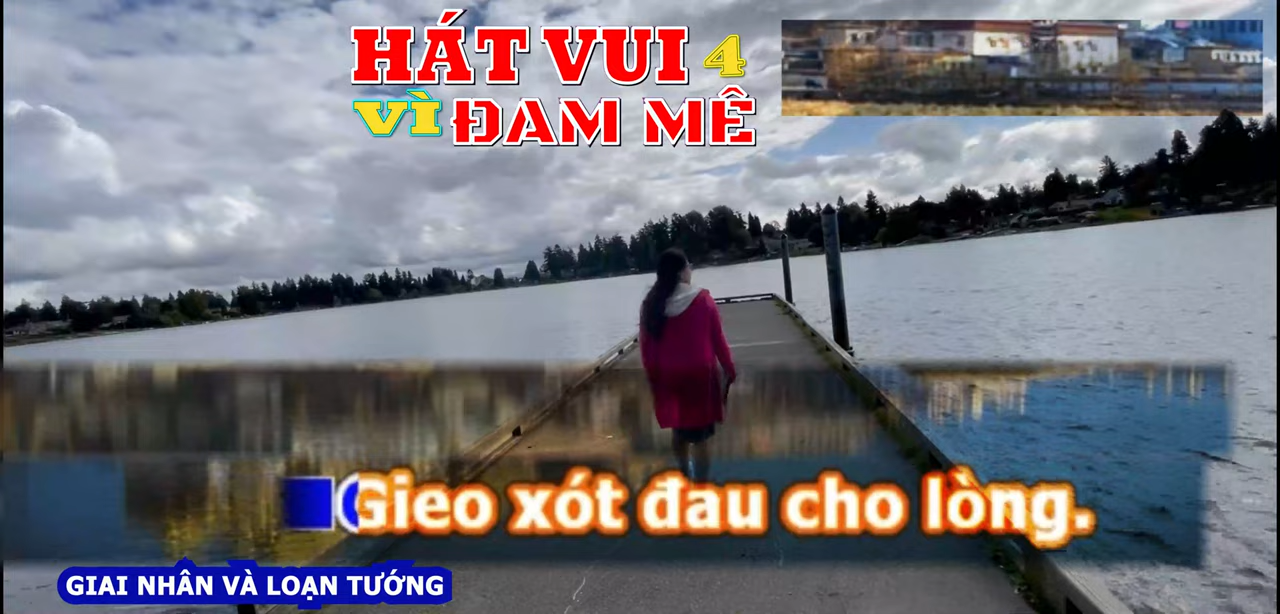 HÁT VUI 4
VÌ ĐAM MÊ
Gieo xót đau cho lòng.
GIAI NHÂN VÀ LOẠN TƯỚNG